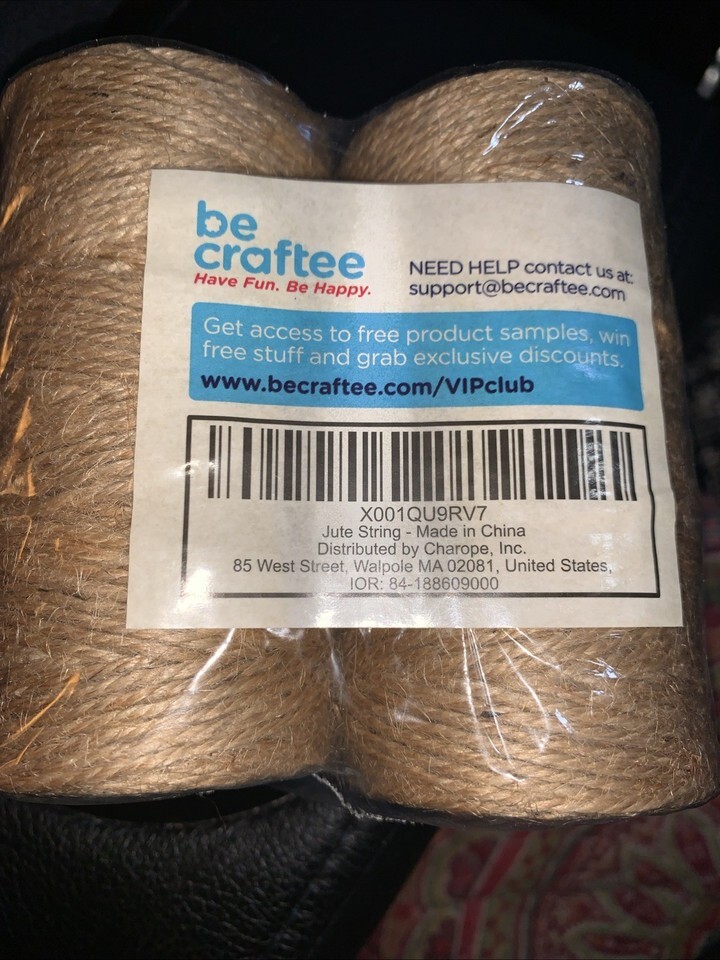 be
craftee
Have Fun. Be Happy.
NEED HELP contact us at:
support@becraftee.com
Get access to free product samples, win
free stuff and grab exclusive discounts.
www.becraftee.com/VIPclub
X001QU9RV7
Jute String - Made in China
Distributed by Charope, Inc.
85 West Street, Walpole MA 02081, United States,
IOR: 84-188609000